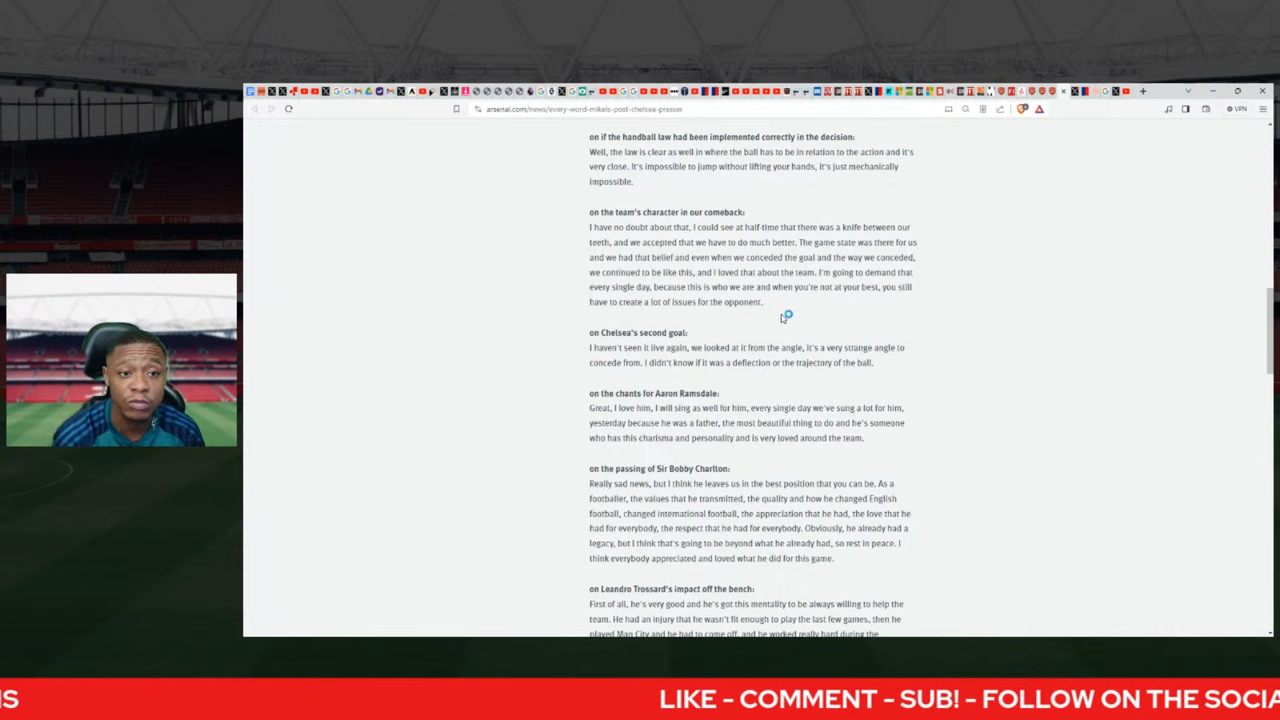 arsenal.com/news/every-word-mikels-post-chelsea-presser
VPN
on if the handball law had been implemented correctly in the decision:
Well, the law is clear as well in where the ball has to be in relation to the action and it's
very close. It's impossible to jump without lifting your hands, it's just mechanically
impossible.
on the team's character in our comeback:
I have no doubt about that, I could see at half-time that there was a knife between our
teeth, and we accepted that we have to do much better. The game state was there for us
and we had that belief and even when we conceded the goal and the way we conceded,
we continued to be like this, and I loved that about the team. I'm going to demand that
every single day, because this is who we are and when you're not at your best, you still
have to create a lot of issues for the opponent.
on Chelsea's second goal:
I haven't seen it live again, we looked at it from the angle, it's a very strange angle to
concede from. I didn't know if it was a deflection or the trajectory of the ball.
on the chants for Aaron Ramsdale:
Great, I love him, I will sing as well for him, every single day we've sung a lot for him,
yesterday because he was a father, the most beautiful thing to do and he's someone
who has this charisma and personality and is very loved around the team.
on the passing of Sir Bobby Charlton:
Really sad news, but I think he leaves us in the best position that you can be. As a
footballer, the values that he transmitted, the quality and how he changed English
football, changed international football, the appreciation that he had, the love that he
had for everybody, the respect that he had for everybody. Obviously, he already had a
legacy, but I think that's going to be beyond what he already had, so rest in peace. I
think everybody appreciated and loved what he did for this game.
on Leandro Trossard's impact off the bench:
First of all, he's very good and he's got this mentality to be always willing to help the
team. He had an injury that he wasn't fit enough to play the last few games, then he
played Man City and he had to come off, and he worked really hard during the
NS LIKE - COMMENT - SUB! - FOLLOW ON THE SOCIA